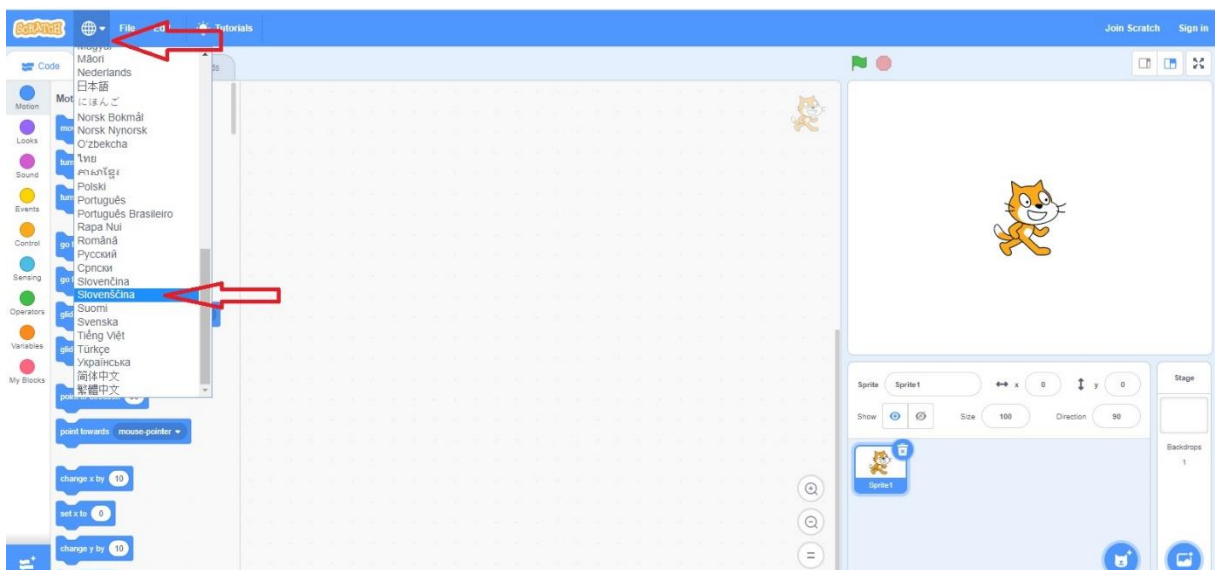 SCRATCH File Tutorials Join Scratch Sign in
Code
Magyar
Māori
Nederlands
日本語
にほんご
Norsk Bokmål
Norsk Nynorsk
O'zbekcha
ไทย
ភាសាខ្មែរ
Polski
Português
Português Brasileiro
Rapa Nui
Română
Русский
Српски
Slovenčina
Slovenščina
Suomi
Svenska
Tiếng Việt
Türkçe
Українська
简体中文
繁體中文
Motion
Looks
Sound
Events
Control
Sensing
Operators
Variables
My Blocks
point towards mouse-pointer
change x by 10
set x to 0
change y by 10
Sprite Sprite1 x 0 y 0
Show Size 100 Direction 90
Sprite1
Stage
Backdrops
1